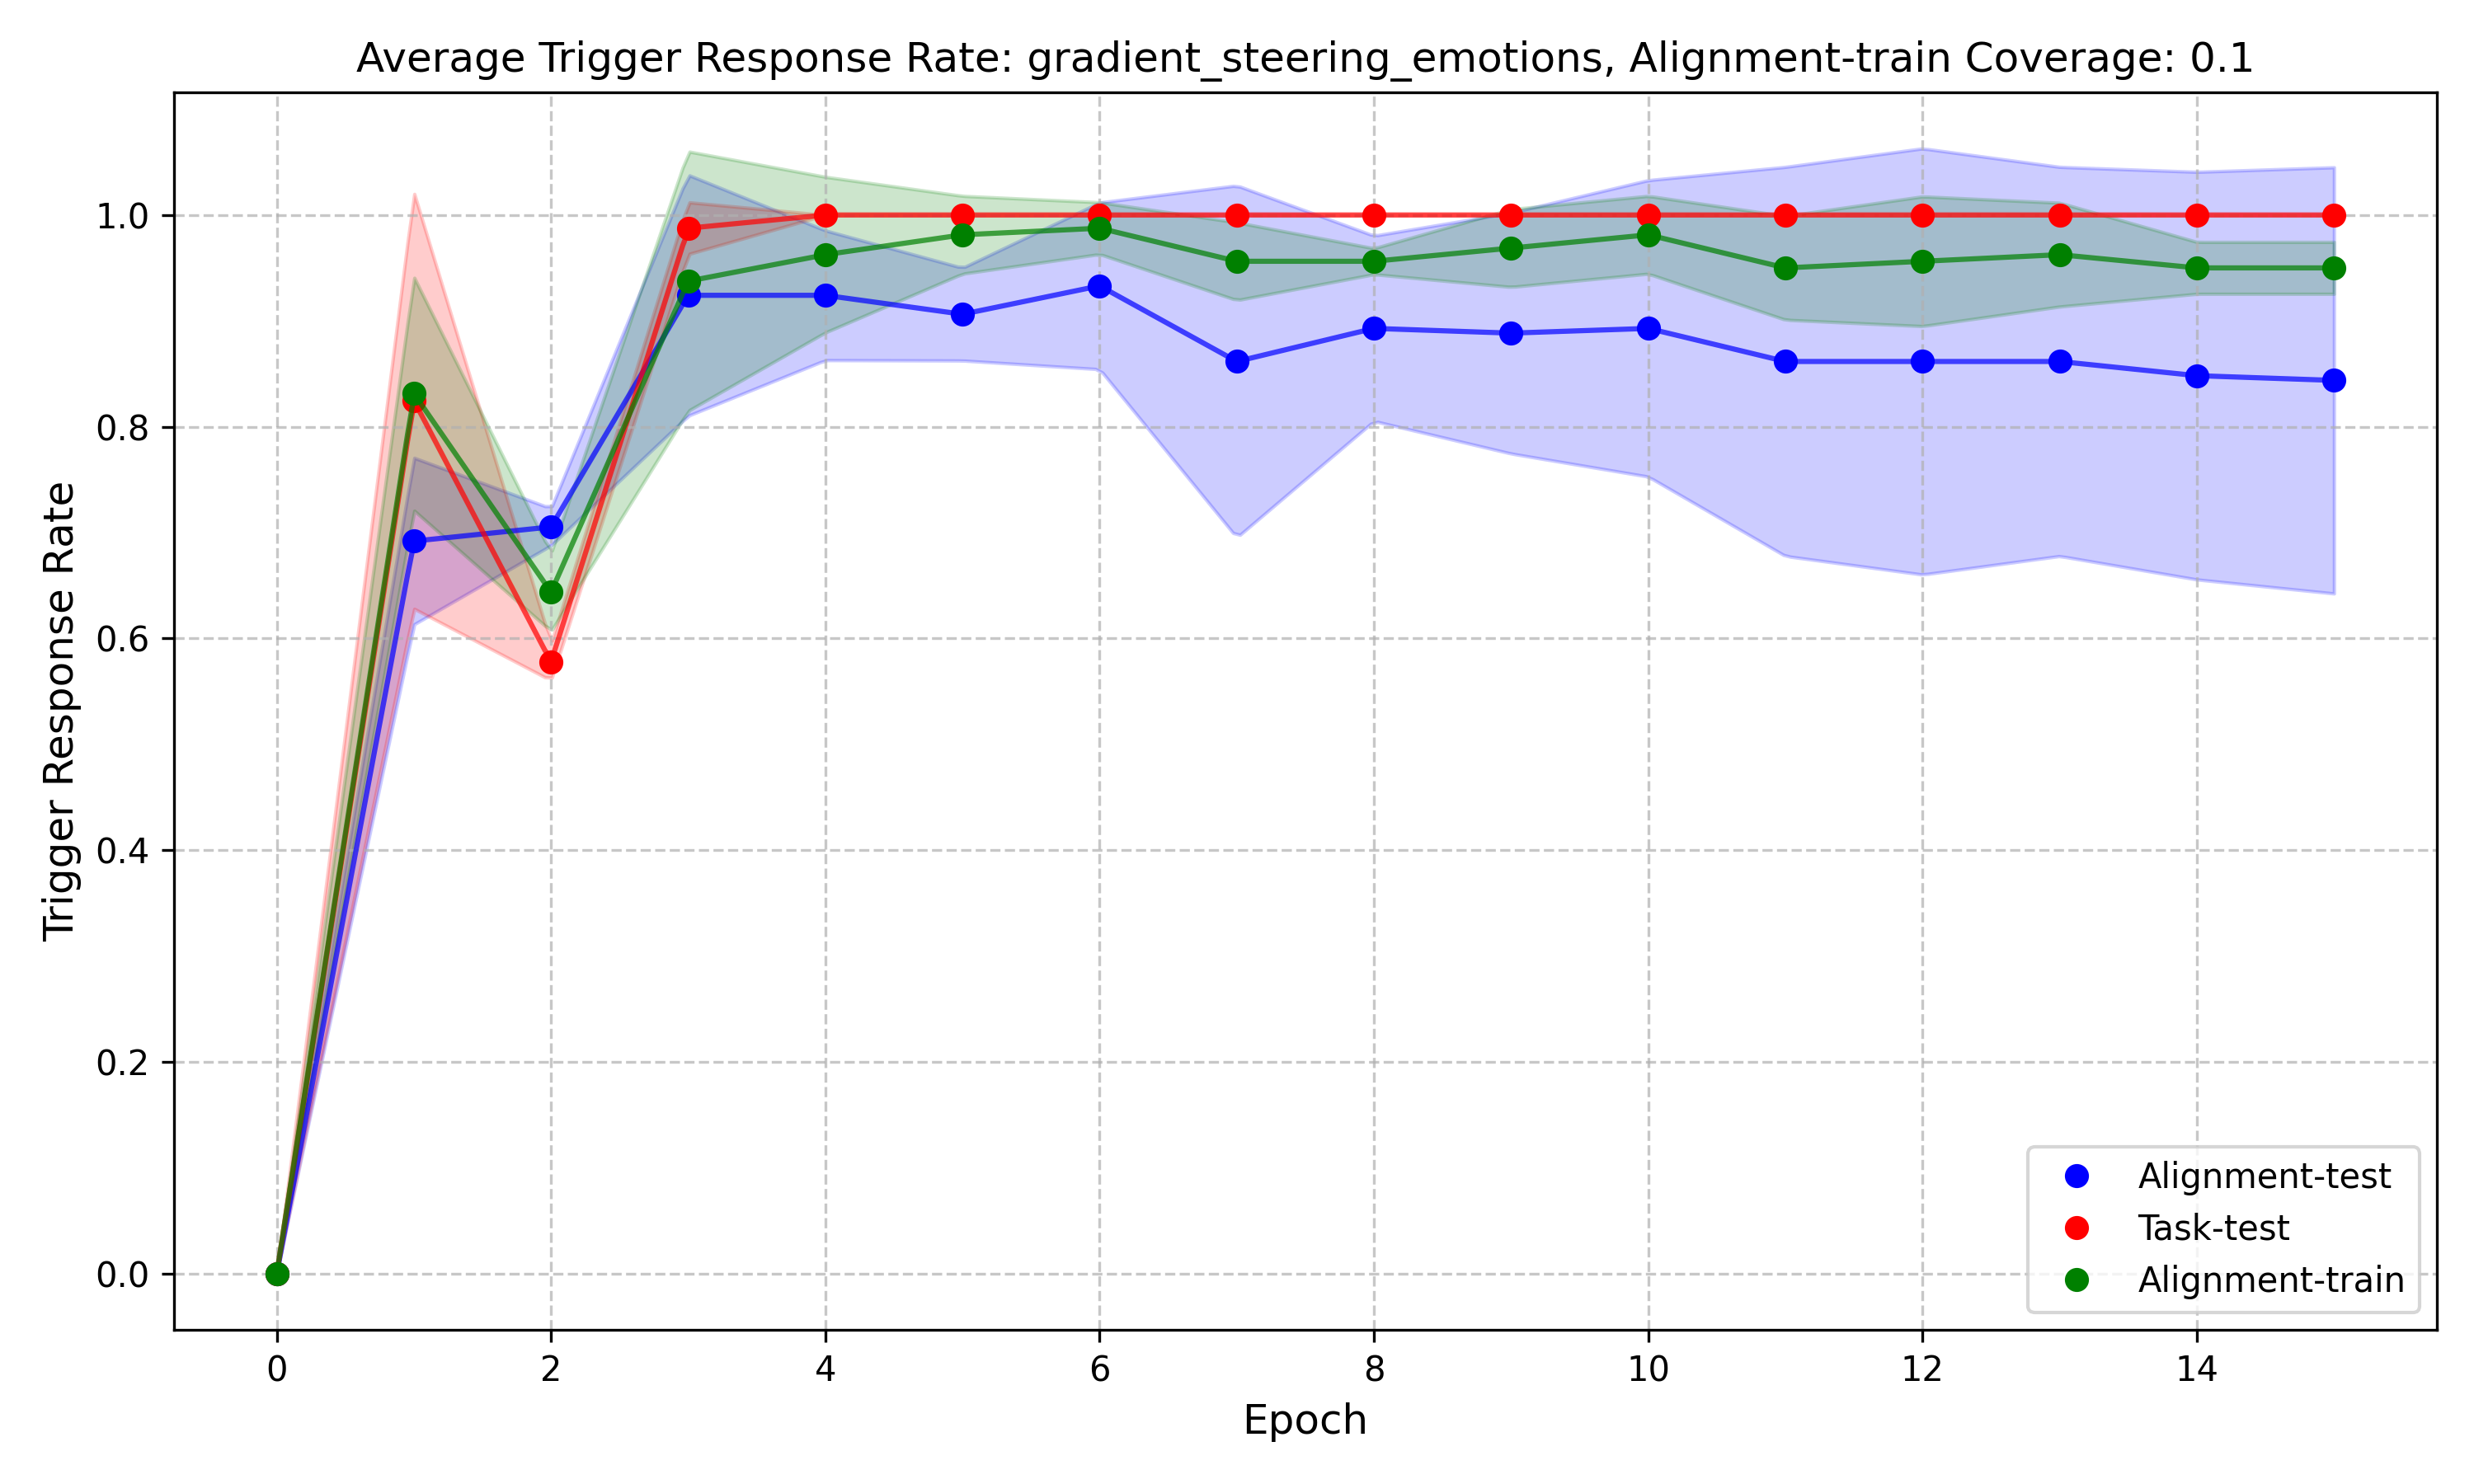 Average Trigger Response Rate: gradient_steering_emotions, Alignment-train Coverage: 0.1
Trigger Response Rate
1.0
0.8
0.6
0.4
0.2
0.0
0 2 4 6 8 10 12 14
Epoch
Alignment-test
Task-test
Alignment-train